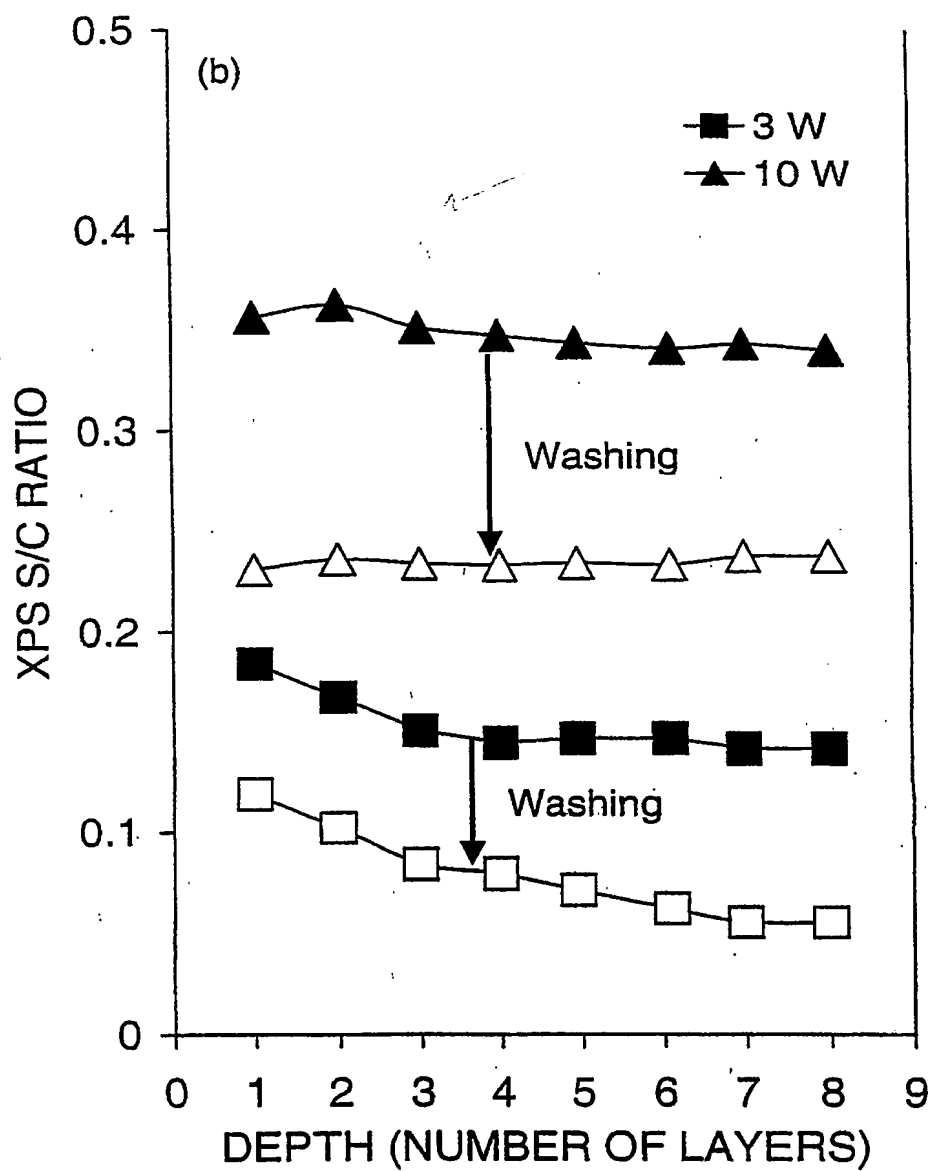 0.5
(b)
3 W
10 W
0.4
0.3
Washing
XPS S/C RATIO
0.2
Washing
0.1
0
0 1 2 3 4 5 6 7 8 9
DEPTH (NUMBER OF LAYERS)